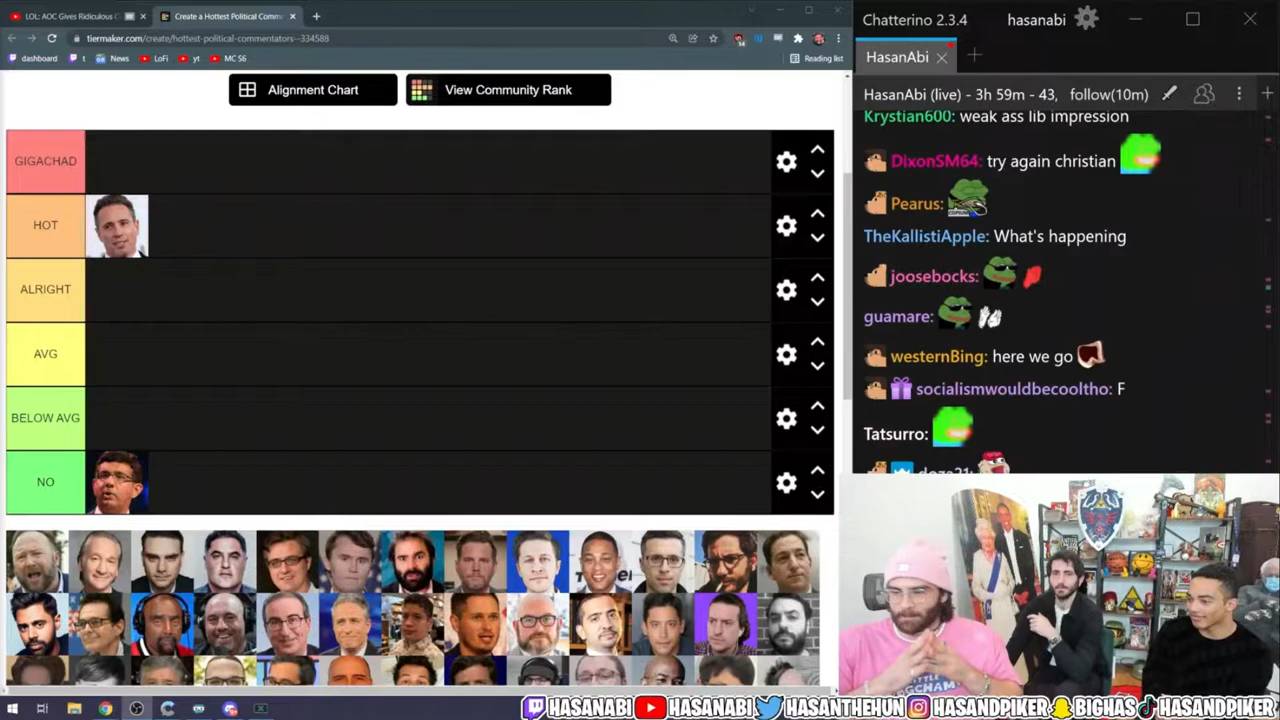 LOL: AOC Gives Ridiculous
Create a Hottest Political Comm
tiermaker.com/create/hottest-political-commentators--334588
dashboard
t
News
LoFi
yt
MC S6
Reading list
Alignment Chart
View Community Rank
GIGACHAD
HOT
ALRIGHT
AVG
BELOW AVG
NO
Chatterino 2.3.4
hasanabi
HasanAbi
HasanAbi (live) - 3h 59m - 43, follow(10m)
Krystian600: weak ass lib impression
DixonSM64: try again christian
Pearus:
TheKallistiApple: What's happening
joosebocks:
guamare:
westernBing: here we go
socialismwouldbecooltho: F
Tatsurro:
doza21:
HASANABI
HASANABI
HASANTHEHUN
HASANDPIKER
BIGHAS
HASANDPIKER